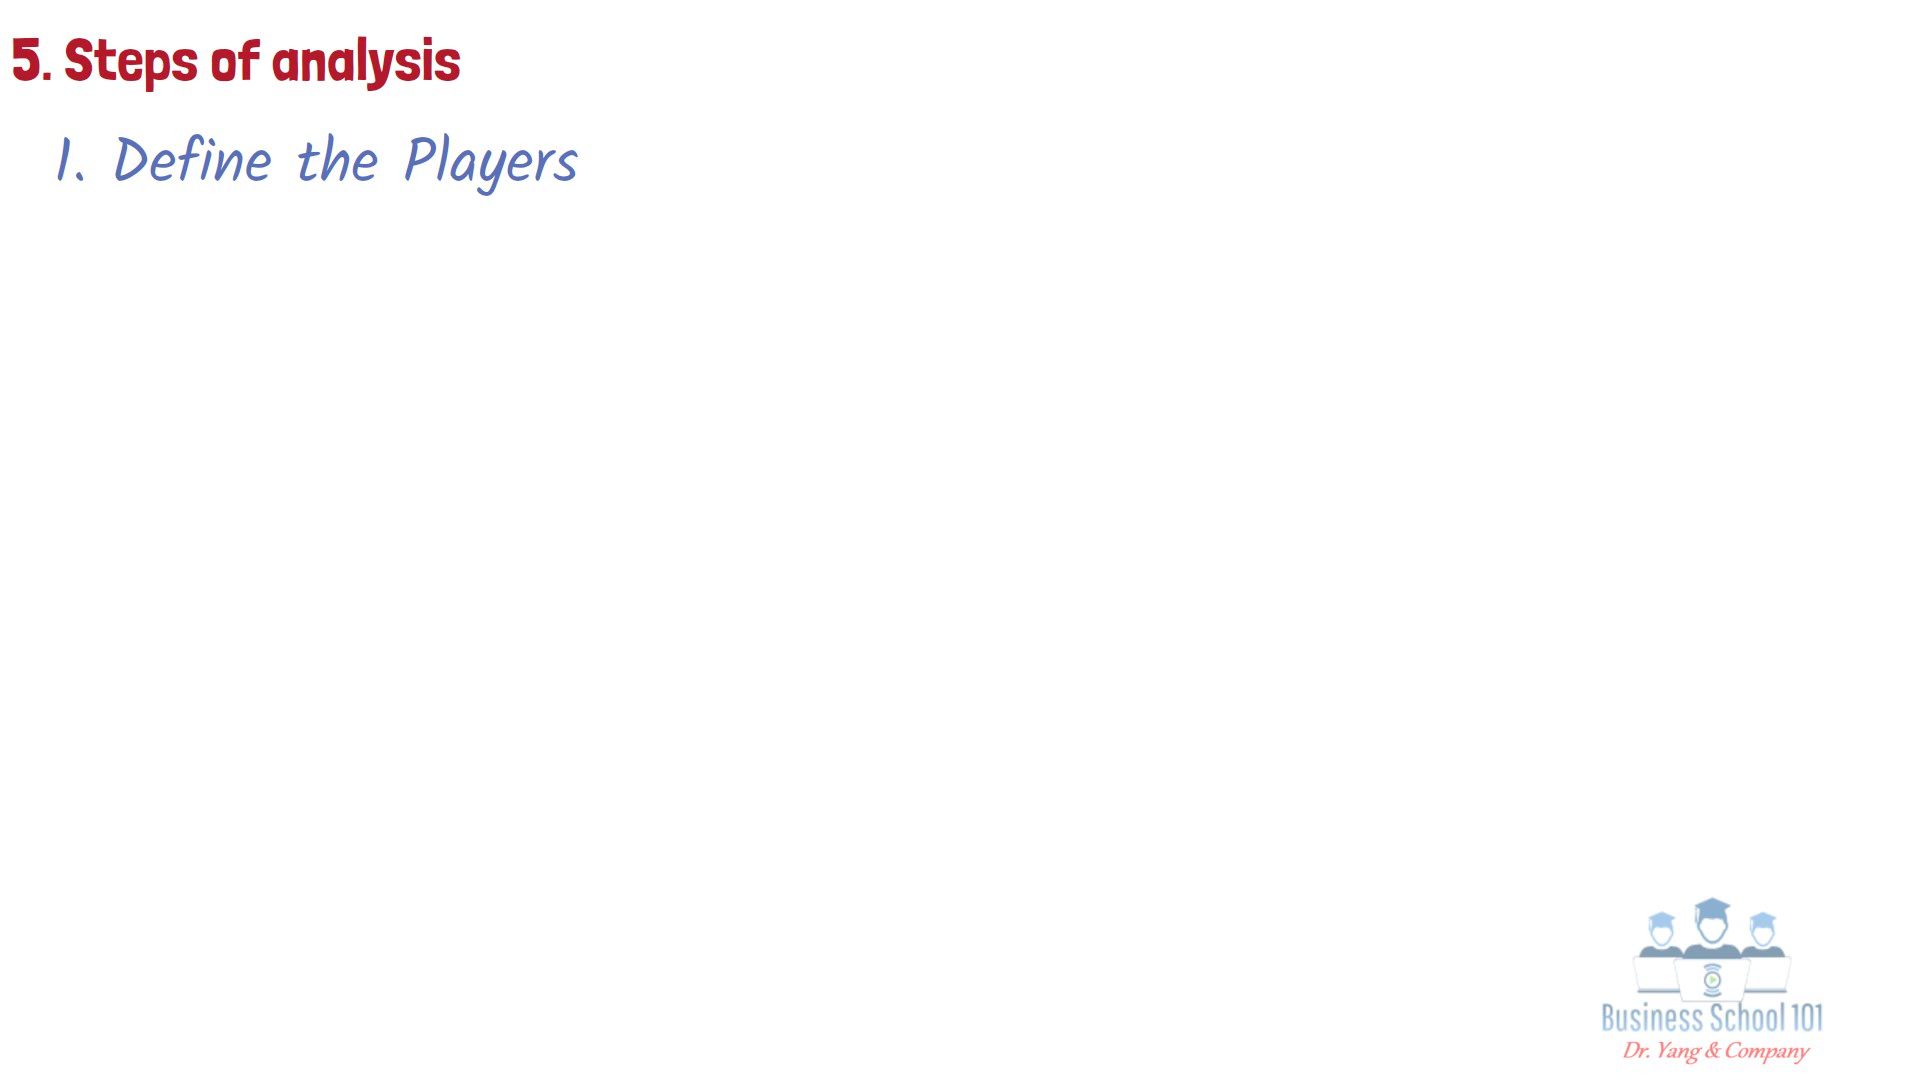 5. Steps of analysis
1. Define the Players
Business School 101
Dr. Yang & Company